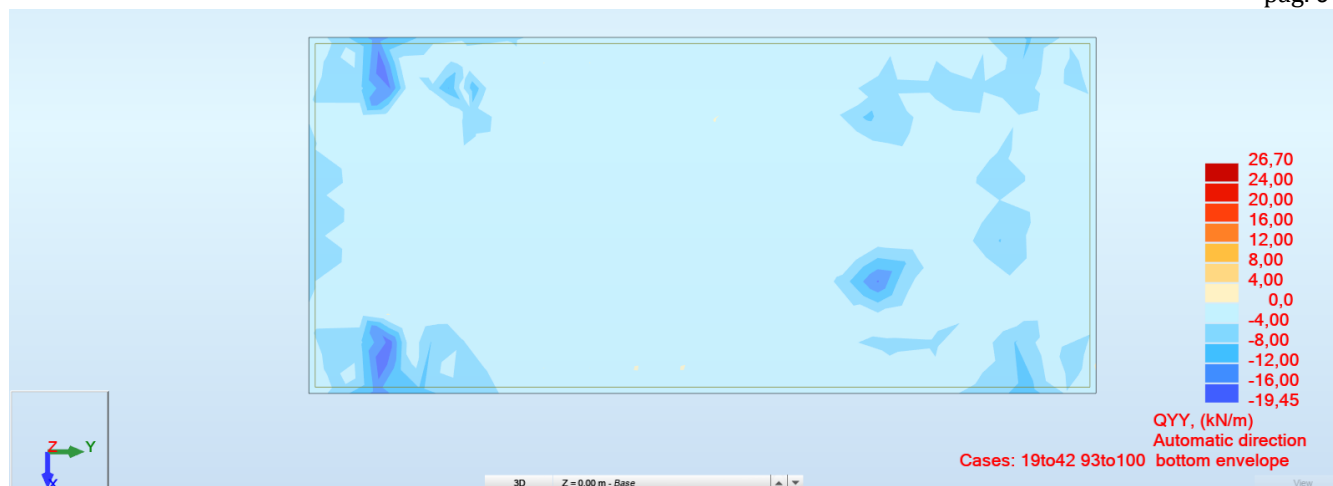 26,70
24,00
20,00
16,00
12,00
8,00
4,00
0,0
-4,00
-8,00
-12,00
-16,00
-19,45
QYY, (kN/m)
Automatic direction
Cases: 19to42 93to100 bottom envelope
Z Y
X
3D Z = 0.00 m - Base
View